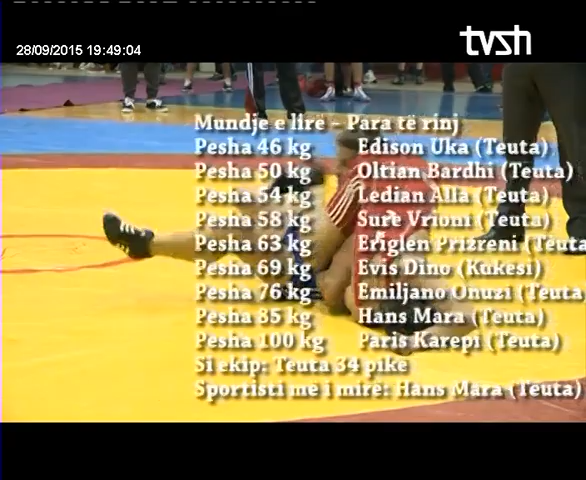 28/09/2015 19:49:04
tvsh
Mundje e lirë - Para të rinj
Pesha 46 kg Edison Uka (Teuta)
Pesha 50 kg Oltian Bardhi (Teuta)
Pesha 54 kg Ledian Alla (Teuta)
Pesha 58 kg Surë Vrioni (Teuta)
Pesha 63 kg Eriglen Prizreni (Teuta
Pesha 69 kg Evis Dino (Kukesi)
Pesha 76 kg Emiljano Onuzi (Teuta
Pesha 85 kg Hans Mara (Teuta)
Pesha 100 kg Paris Karepi (Teuta)
Si ekip: Teuta 34 pikë
Sportisti më i mirë: Hans Mara (Teuta)